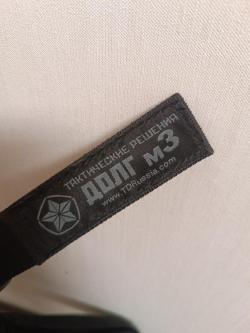 ТАКТИЧЕСКИЕ РЕШЕНИЯ
ДОЛГ М3
www.TDRussia.com